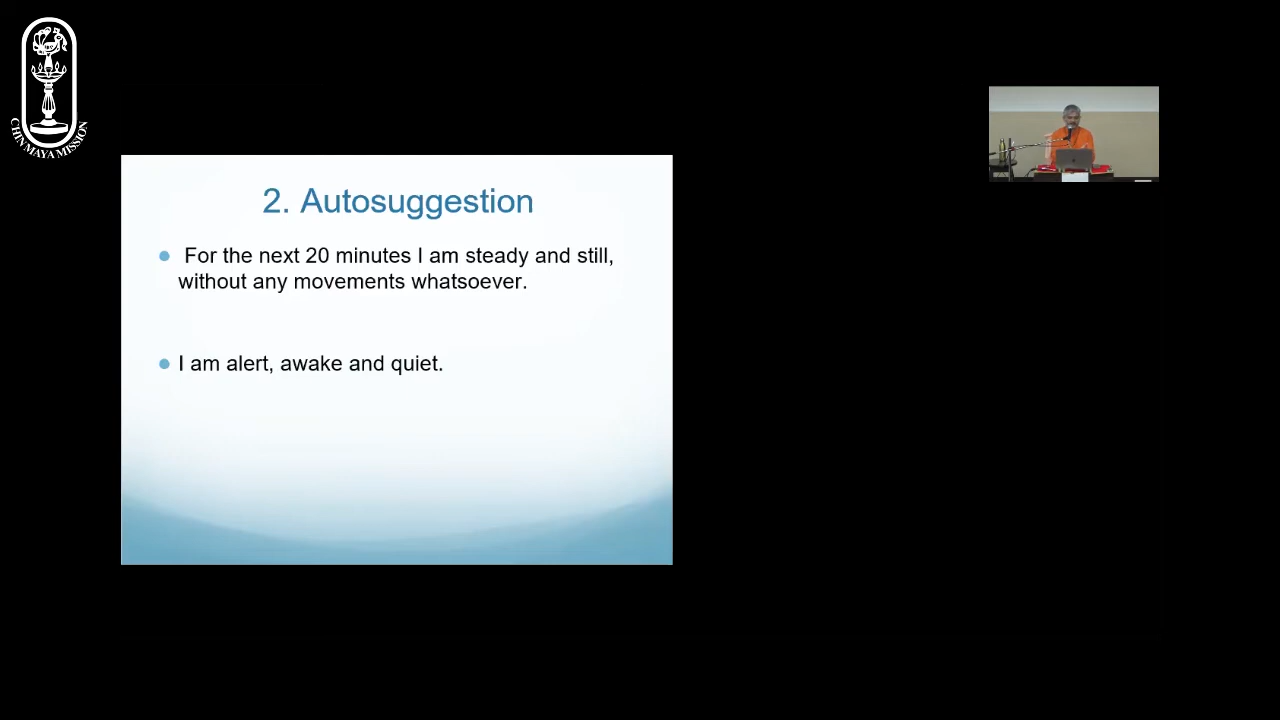 CHINMAYA MISSION
2. Autosuggestion
For the next 20 minutes I am steady and still,
without any movements whatsoever.
I am alert, awake and quiet.